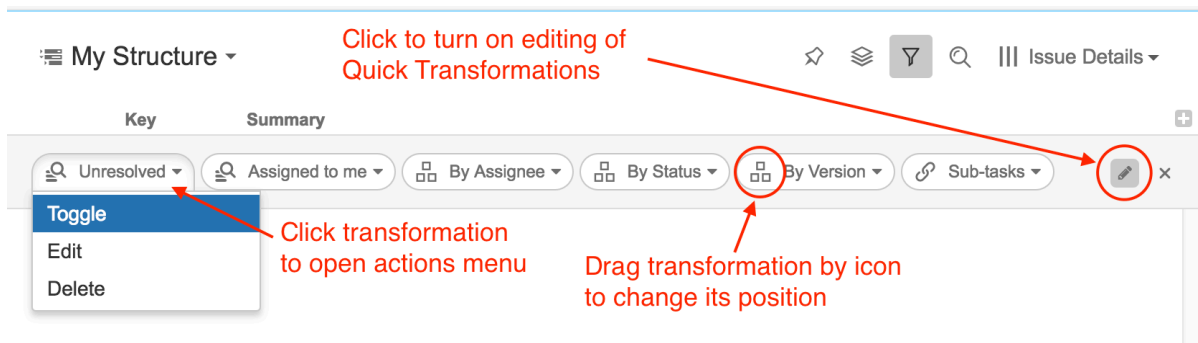 My Structure
Click to turn on editing of
Quick Transformations
Issue Details
Key Summary
Unresolved Assigned to me By Assignee By Status By Version Sub-tasks
Toggle
Edit
Delete
Click transformation
to open actions menu
Drag transformation by icon
to change its position